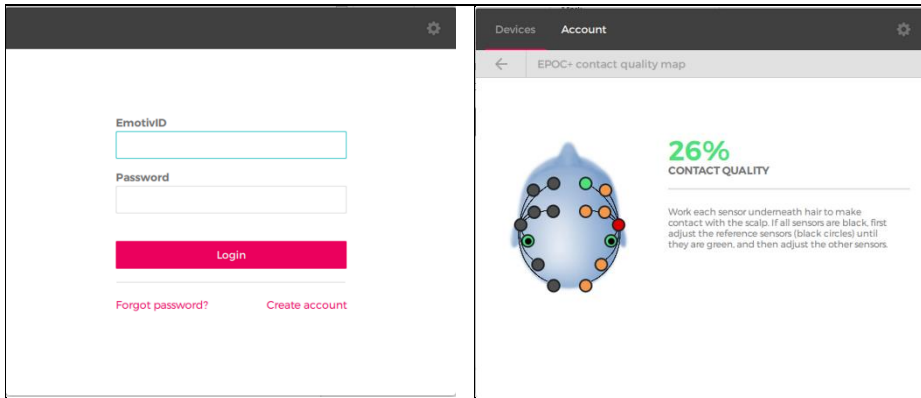 EmotivID
Password
Login
Forgot password? Create account
Devices Account
EPOC+ contact quality map
26%
CONTACT QUALITY
Work each sensor underneath hair to make
contact with the scalp. If all sensors are black, first
adjust the reference sensors (black circles) until
they are green, and then adjust the other sensors.